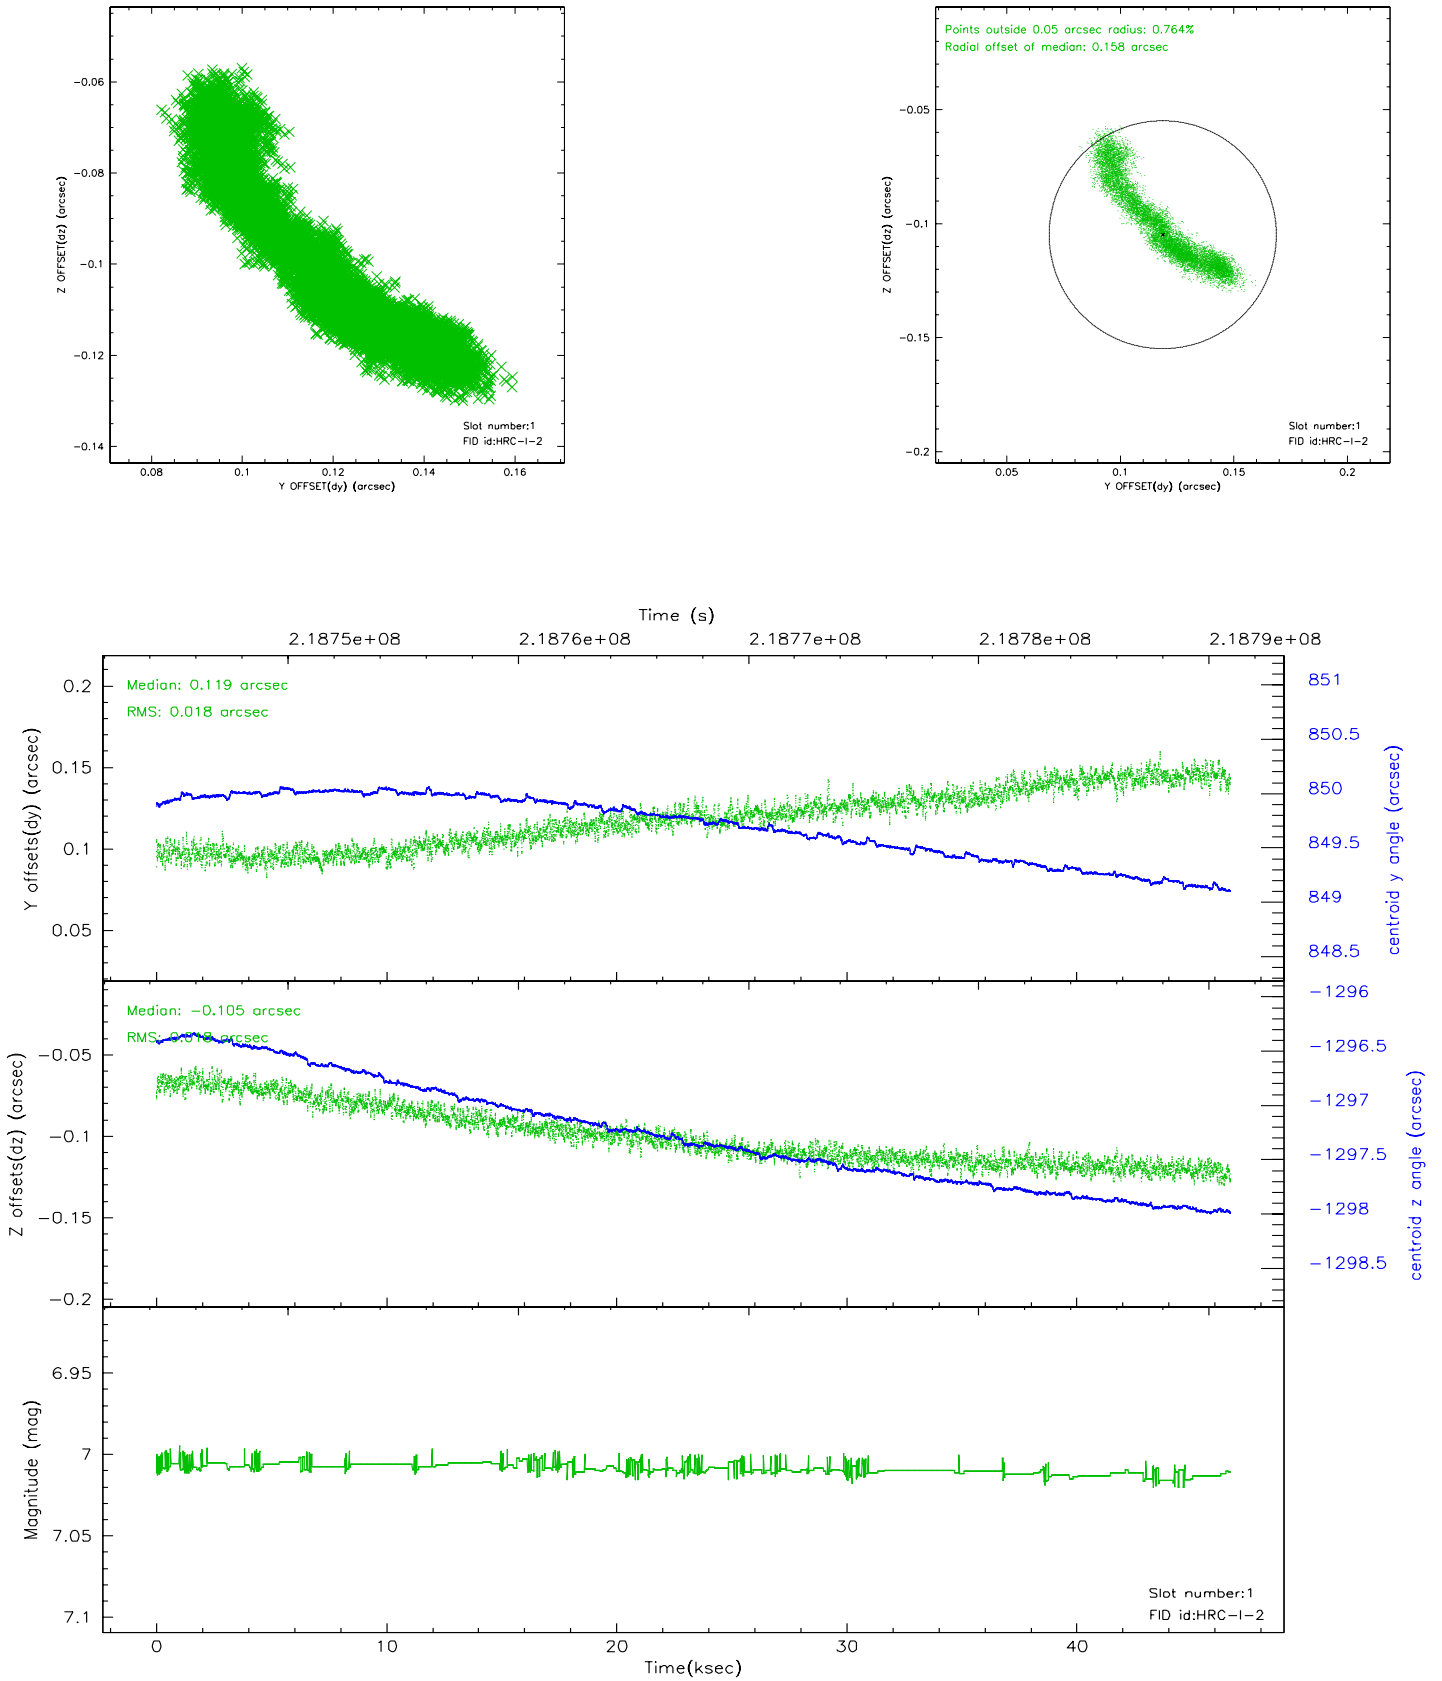 Z OFFSET(dz) (arcsec)
-0.06
-0.08
-0.1
-0.12
-0.14
0.08
0.1
0.12
0.14
0.16
Y OFFSET(dy) (arcsec)
Slot number:1
FID id:HRC-I-2
Points outside 0.05 arcsec radius: 0.764%
Radial offset of median: 0.158 arcsec
Z OFFSET(dz) (arcsec)
-0.05
-0.1
-0.15
-0.2
0.05
0.1
0.15
0.2
Y OFFSET(dy) (arcsec)
Slot number:1
FID id:HRC-I-2
Time (s)
2.1875e+08
2.1876e+08
2.1877e+08
2.1878e+08
2.1879e+08
Median: 0.119 arcsec
RMS: 0.018 arcsec
Y offsets(dy) (arcsec)
0.2
0.15
0.1
0.05
851
850.5
850
849.5
849
848.5
centroid y angle (arcsec)
Median: -0.105 arcsec
RMS: 0.018 arcsec
Z offsets(dz) (arcsec)
-0.05
-0.1
-0.15
-0.2
-1296
-1296.5
-1297
-1297.5
-1298
-1298.5
centroid z angle (arcsec)
Magnitude (mag)
6.95
7
7.05
7.1
Slot number:1
FID id:HRC-I-2
0
10
20
30
40
Time(ksec)